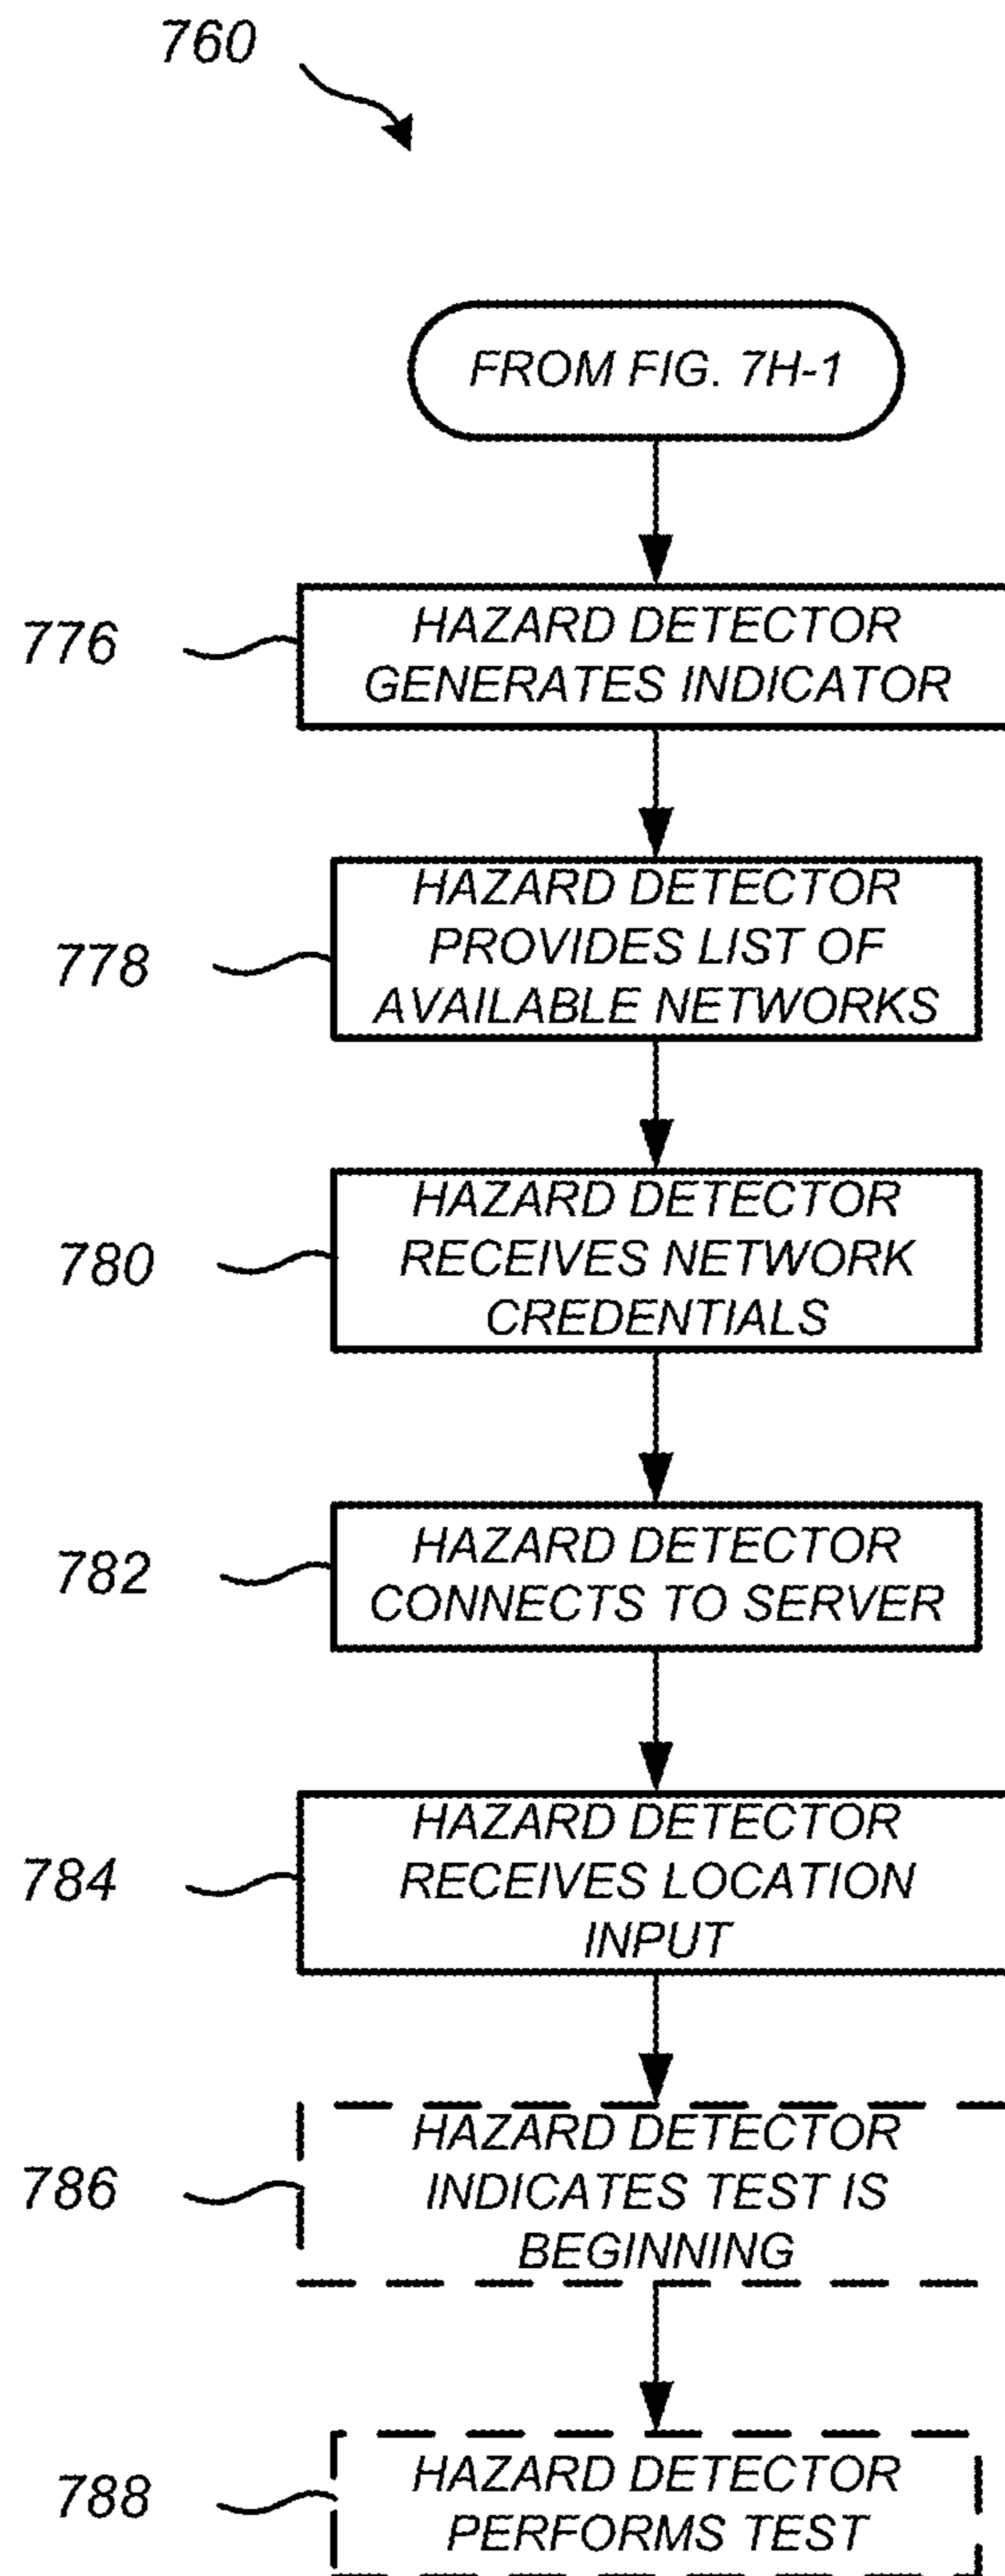 760
FROM FIG. 7H-1
776
HAZARD DETECTOR
GENERATES INDICATOR
778
HAZARD DETECTOR
PROVIDES LIST OF
AVAILABLE NETWORKS
780
HAZARD DETECTOR
RECEIVES NETWORK
CREDENTIALS
782
HAZARD DETECTOR
CONNECTS TO SERVER
784
HAZARD DETECTOR
RECEIVES LOCATION
INPUT
786
HAZARD DETECTOR
INDICATES TEST IS
BEGINNING
788
HAZARD DETECTOR
PERFORMS TEST